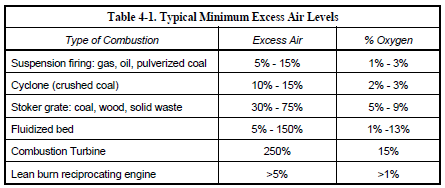 Table 4-1. Typical Minimum Excess Air Levels
Type of Combustion Excess Air % Oxygen
Suspension firing: gas, oil, pulverized coal 5% - 15% 1% - 3%
Cyclone (crushed coal) 10% - 15% 2% - 3%
Stoker grate: coal, wood, solid waste 30% - 75% 5% - 9%
Fluidized bed 5% - 150% 1% -13%
Combustion Turbine 250% 15%
Lean burn reciprocating engine >5% >1%